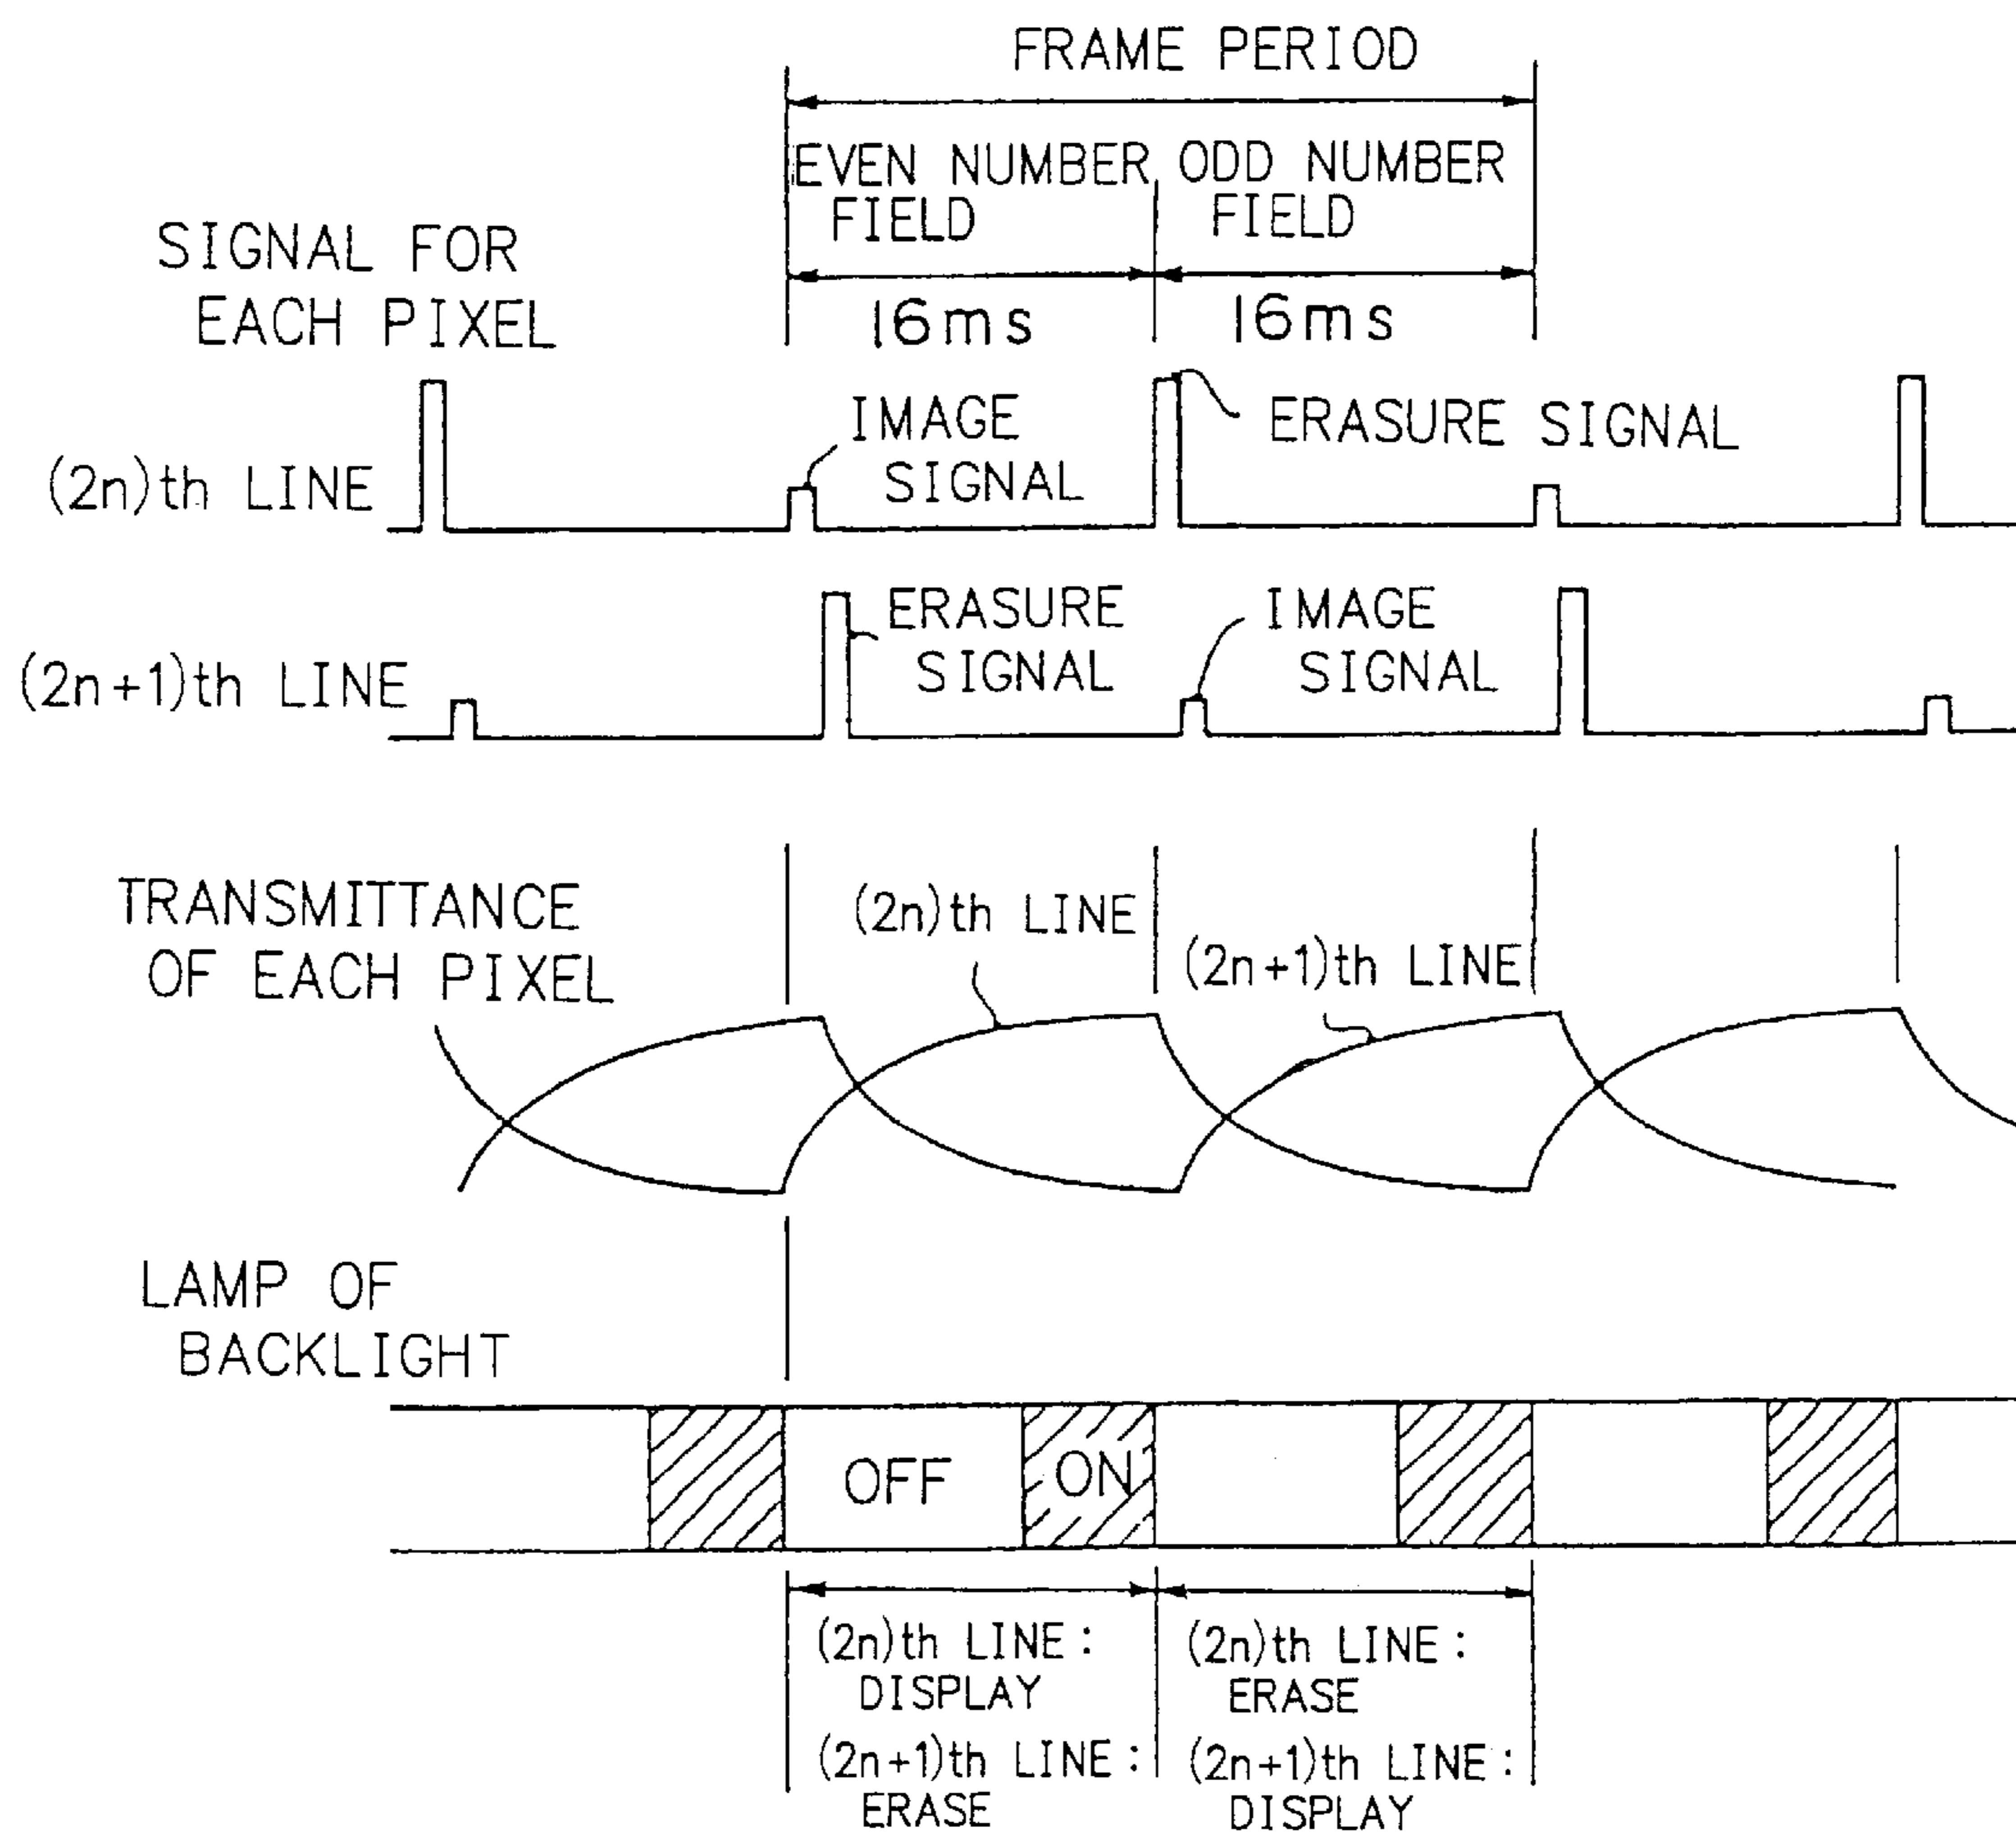 FRAME PERIOD
EVEN NUMBER
FIELD
ODD NUMBER
FIELD
16ms
16ms
SIGNAL FOR
EACH PIXEL
IMAGE
SIGNAL
ERASURE SIGNAL
(2n)th LINE
ERASURE
SIGNAL
IMAGE
SIGNAL
(2n+1)th LINE
TRANSMITTANCE
OF EACH PIXEL
(2n)th LINE
(2n+1)th LINE
LAMP OF
BACKLIGHT
OFF
ON
(2n)th LINE:
DISPLAY
(2n+1)th LINE:
ERASE
(2n)th LINE:
ERASE
(2n+1)th LINE:
DISPLAY